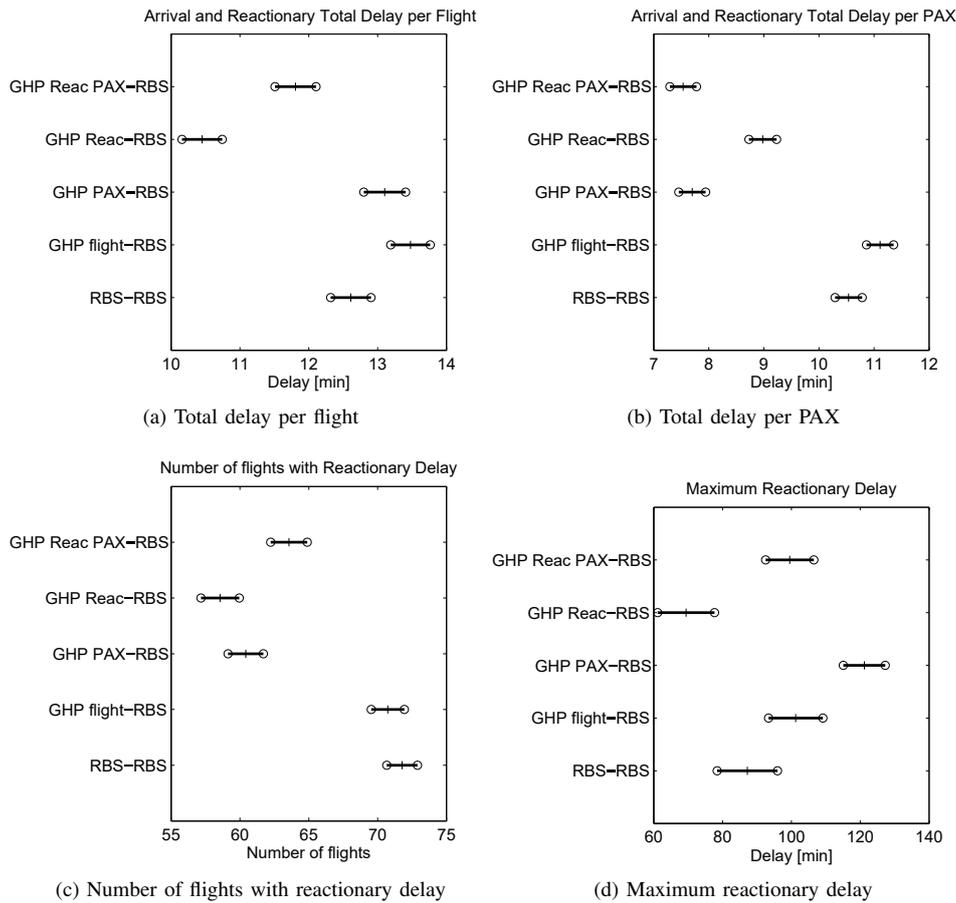 Arrival and Reactionary Total Delay per Flight
GHP Reac PAX−RBS
GHP Reac−RBS
GHP PAX−RBS
GHP flight−RBS
RBS−RBS
10 11 12 13 14
Delay [min]
(a) Total delay per flight
Arrival and Reactionary Total Delay per PAX
GHP Reac PAX−RBS
GHP Reac−RBS
GHP PAX−RBS
GHP flight−RBS
RBS−RBS
7 8 9 10 11 12
Delay [min]
(b) Total delay per PAX
Number of flights with Reactionary Delay
GHP Reac PAX−RBS
GHP Reac−RBS
GHP PAX−RBS
GHP flight−RBS
RBS−RBS
55 60 65 70 75
Number of flights
(c) Number of flights with reactionary delay
Maximum Reactionary Delay
GHP Reac PAX−RBS
GHP Reac−RBS
GHP PAX−RBS
GHP flight−RBS
RBS−RBS
60 80 100 120 140
Delay [min]
(d) Maximum reactionary delay